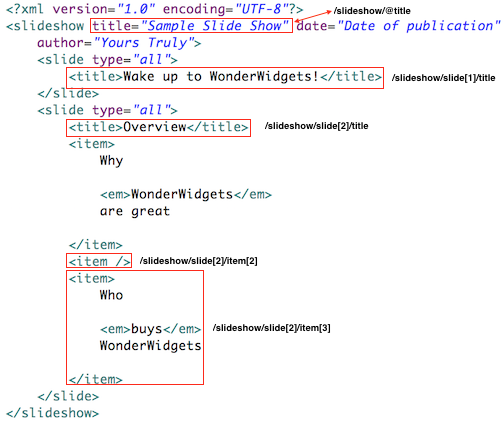 <?xml version="1.0" encoding="UTF-8"?>
/slideshow/@title
<slideshow title="Sample Slide Show" date="Date of publication"
author="Yours Truly">
<slide type="all">
<title>Wake up to WonderWidgets!</title> /slideshow/slide[1]/title
</slide>
<slide type="all">
<title>Overview</title> /slideshow/slide[2]/title
<item>
Why
<em>WonderWidgets</em>
are great
</item>
<item /> /slideshow/slide[2]/item[2]
<item>
Who
<em>buys</em> /slideshow/slide[2]/item[3]
WonderWidgets
</item>
</slide>
</slideshow>